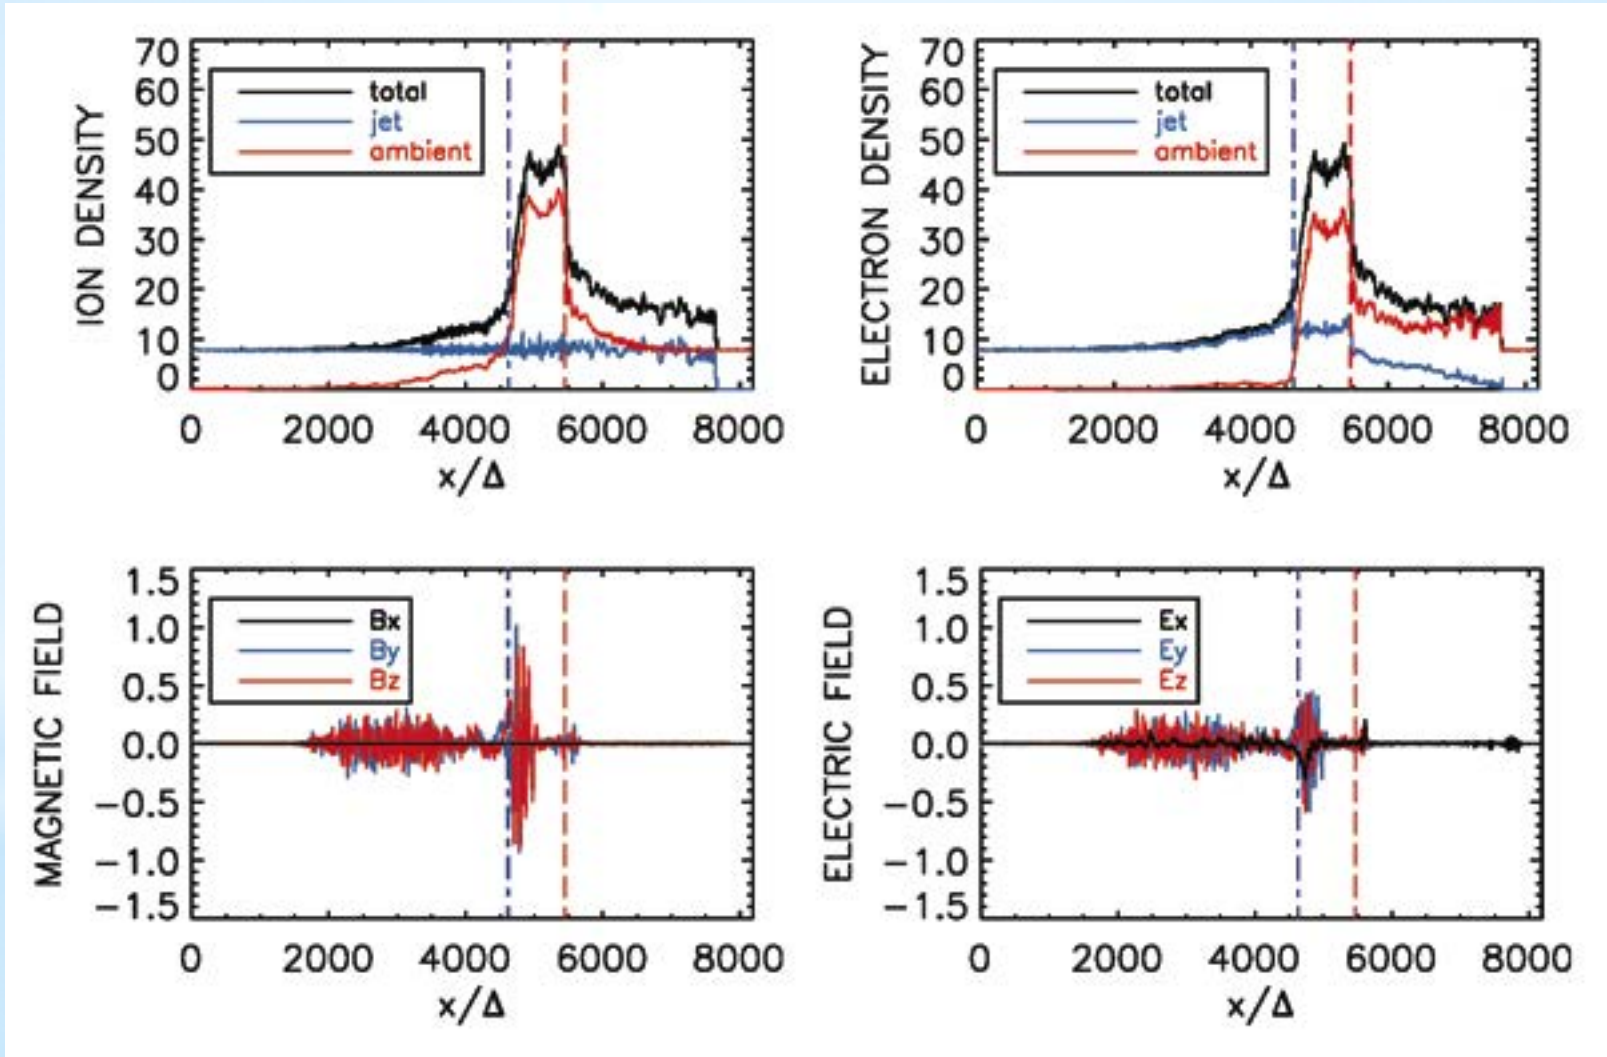 ION DENSITY
70
60
50
40
30
20
10
0
total
jet
ambient
0 2000 4000 6000 8000
x/Δ
ELECTRON DENSITY
70
60
50
40
30
20
10
0
total
jet
ambient
0 2000 4000 6000 8000
x/Δ
MAGNETIC FIELD
1.5
1.0
0.5
0.0
−0.5
−1.0
−1.5
Bx
By
Bz
0 2000 4000 6000 8000
x/Δ
ELECTRIC FIELD
1.5
1.0
0.5
0.0
−0.5
−1.0
−1.5
Ex
Ey
Ez
0 2000 4000 6000 8000
x/Δ